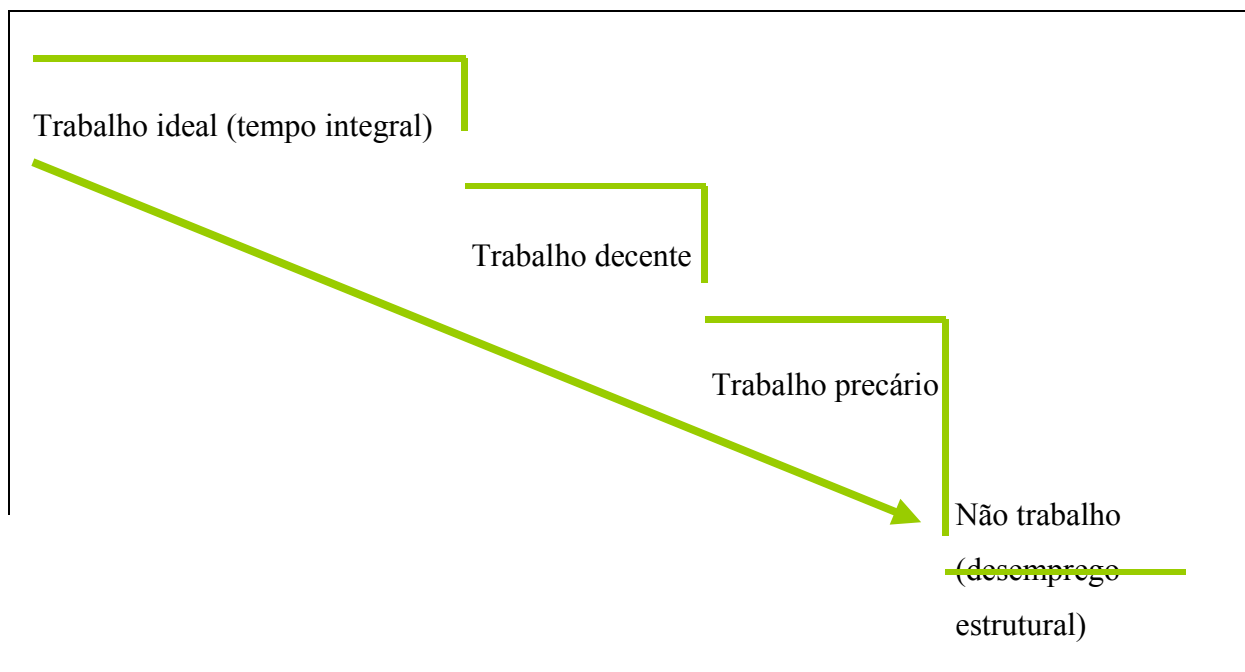 Trabalho ideal (tempo integral)
Trabalho decente
Trabalho precário
Não trabalho
(desemprego
estrutural)